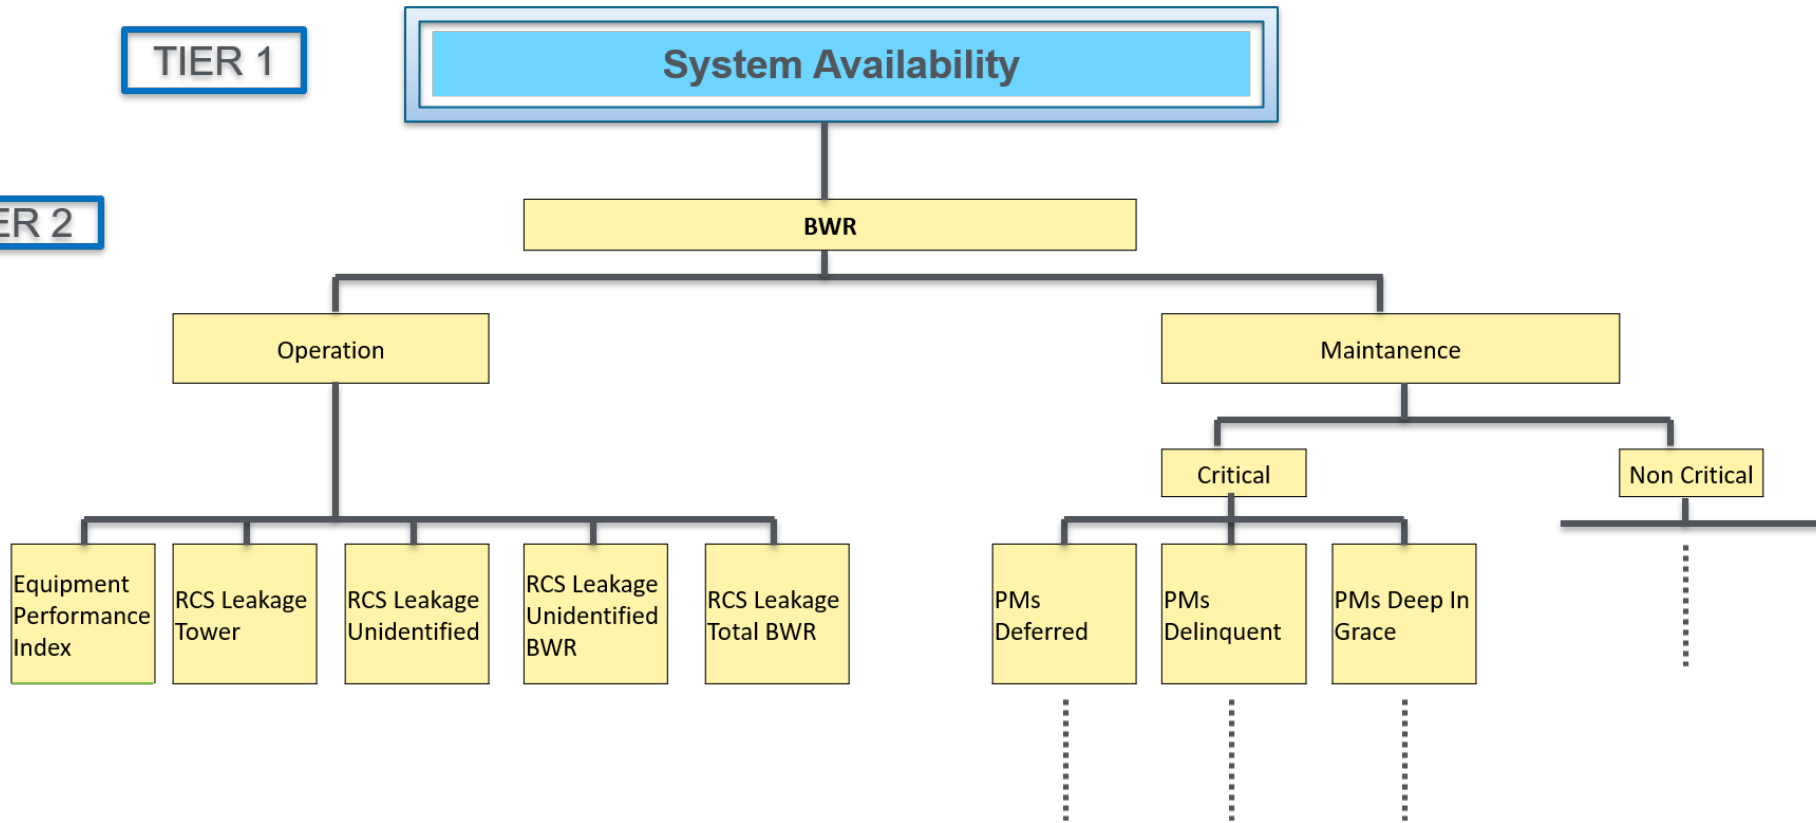 TIER 1
System Availability
ER 2
BWR
Operation
Maintanence
Critical
Non Critical
Equipment
Performance
Index
RCS Leakage
Tower
RCS Leakage
Unidentified
RCS Leakage
Unidentified
BWR
RCS Leakage
Total BWR
PMs
Deferred
PMs
Delinquent
PMs Deep In
Grace